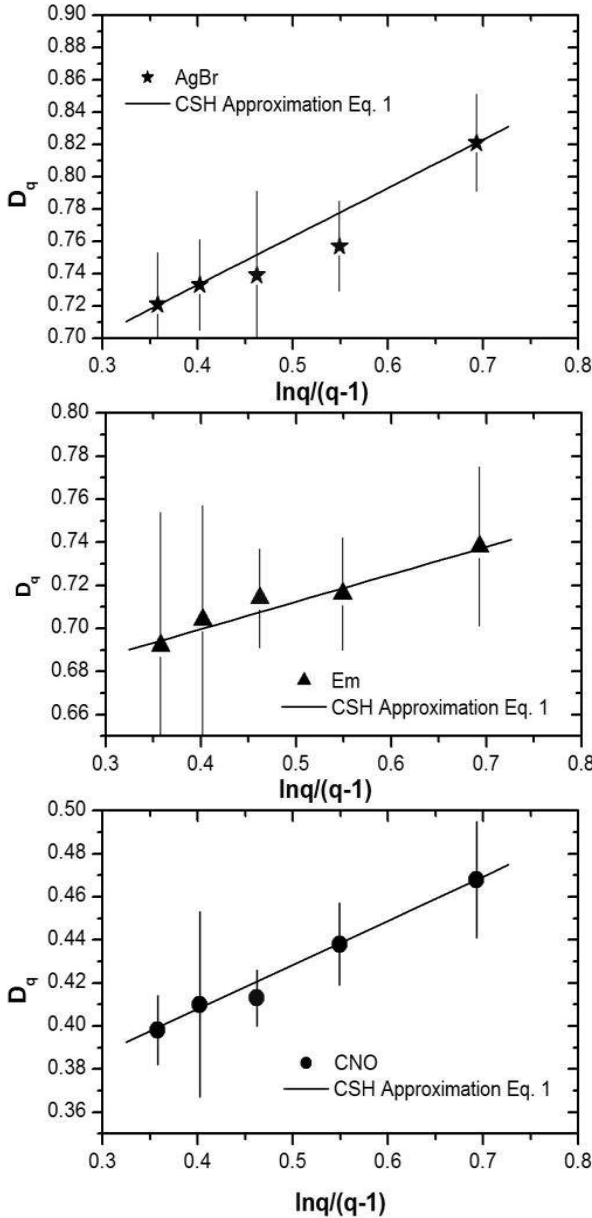 0.90
0.88
AgBr
0.86
CSH Approximation Eq. 1
0.84
0.82
D_q
0.80
0.78
0.76
0.74
0.72
0.70
0.3 0.4 0.5 0.6 0.7 0.8
lnq/(q-1)
0.80
0.78
0.76
0.74
D_q
0.72
0.70
0.68
Em
0.66
CSH Approximation Eq. 1
0.3 0.4 0.5 0.6 0.7 0.8
lnq/(q-1)
0.50
0.48
0.46
0.44
D_q
0.42
0.40
0.38
CNO
0.36
CSH Approximation Eq. 1
0.3 0.4 0.5 0.6 0.7 0.8
lnq/(q-1)